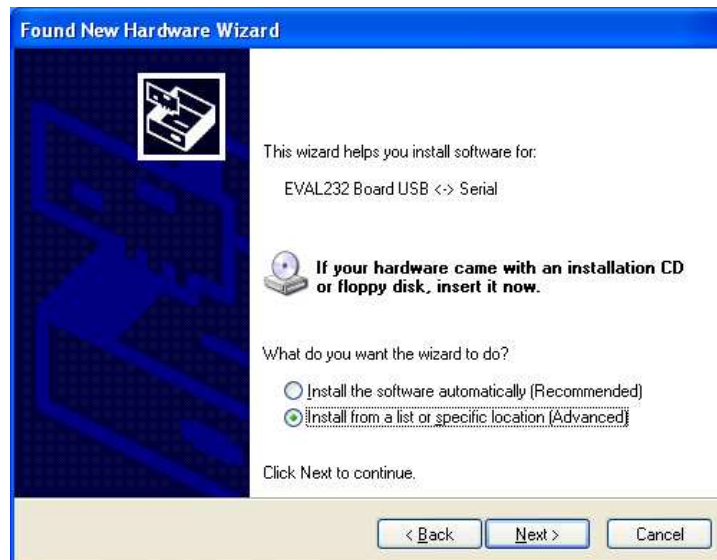 Found New Hardware Wizard
This wizard helps you install software for:
EVAL232 Board USB <-> Serial
If your hardware came with an installation CD
or floppy disk, insert it now.
What do you want the wizard to do?
Install the software automatically (Recommended)
Install from a list or specific location (Advanced)
Click Next to continue.
< Back Next > Cancel